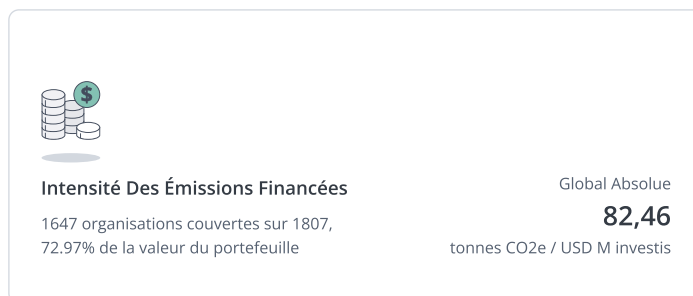 $
Intensité Des Émissions Financées
1647 organisations couvertes sur 1807,
72.97% de la valeur du portefeuille
Global Absolue
82,46
tonnes CO2e / USD M investis